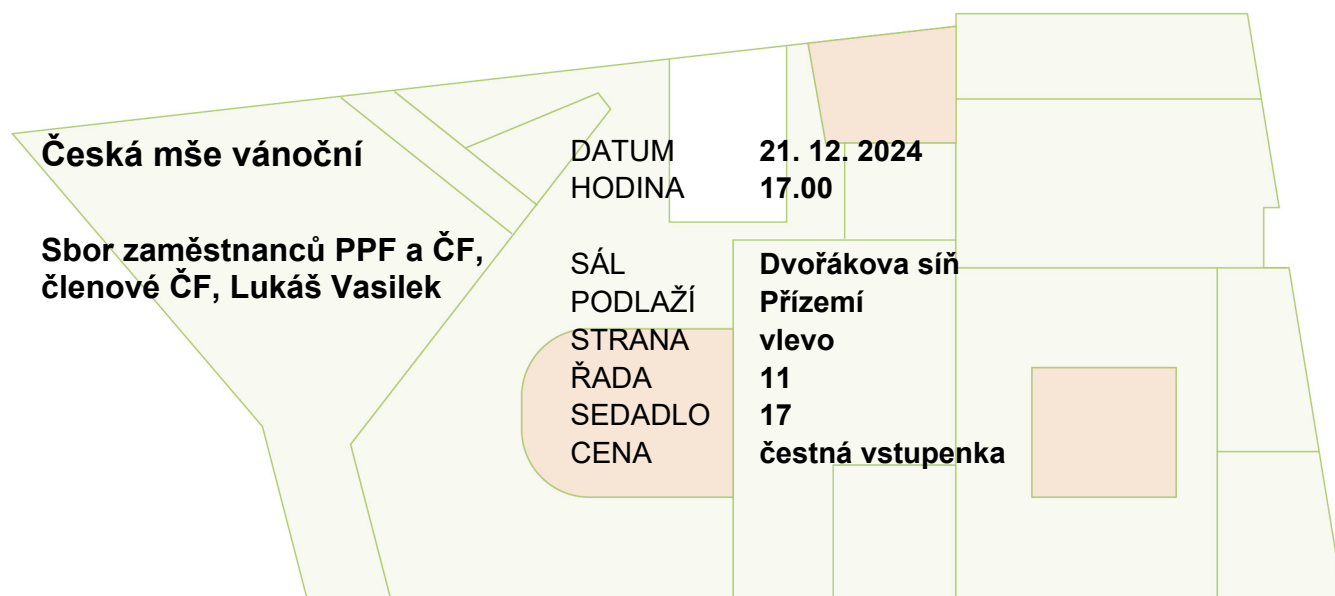 Česká mše vánoční
Sbor zaměstnanců PPF a ČF,
členové ČF, Lukáš Vasilek
DATUM 21. 12. 2024
HODINA 17.00
SÁL Dvořákova síň
PODLAŽÍ Přízemí
STRANA vlevo
ŘADA 11
SEDADLO 17
CENA čestná vstupenka